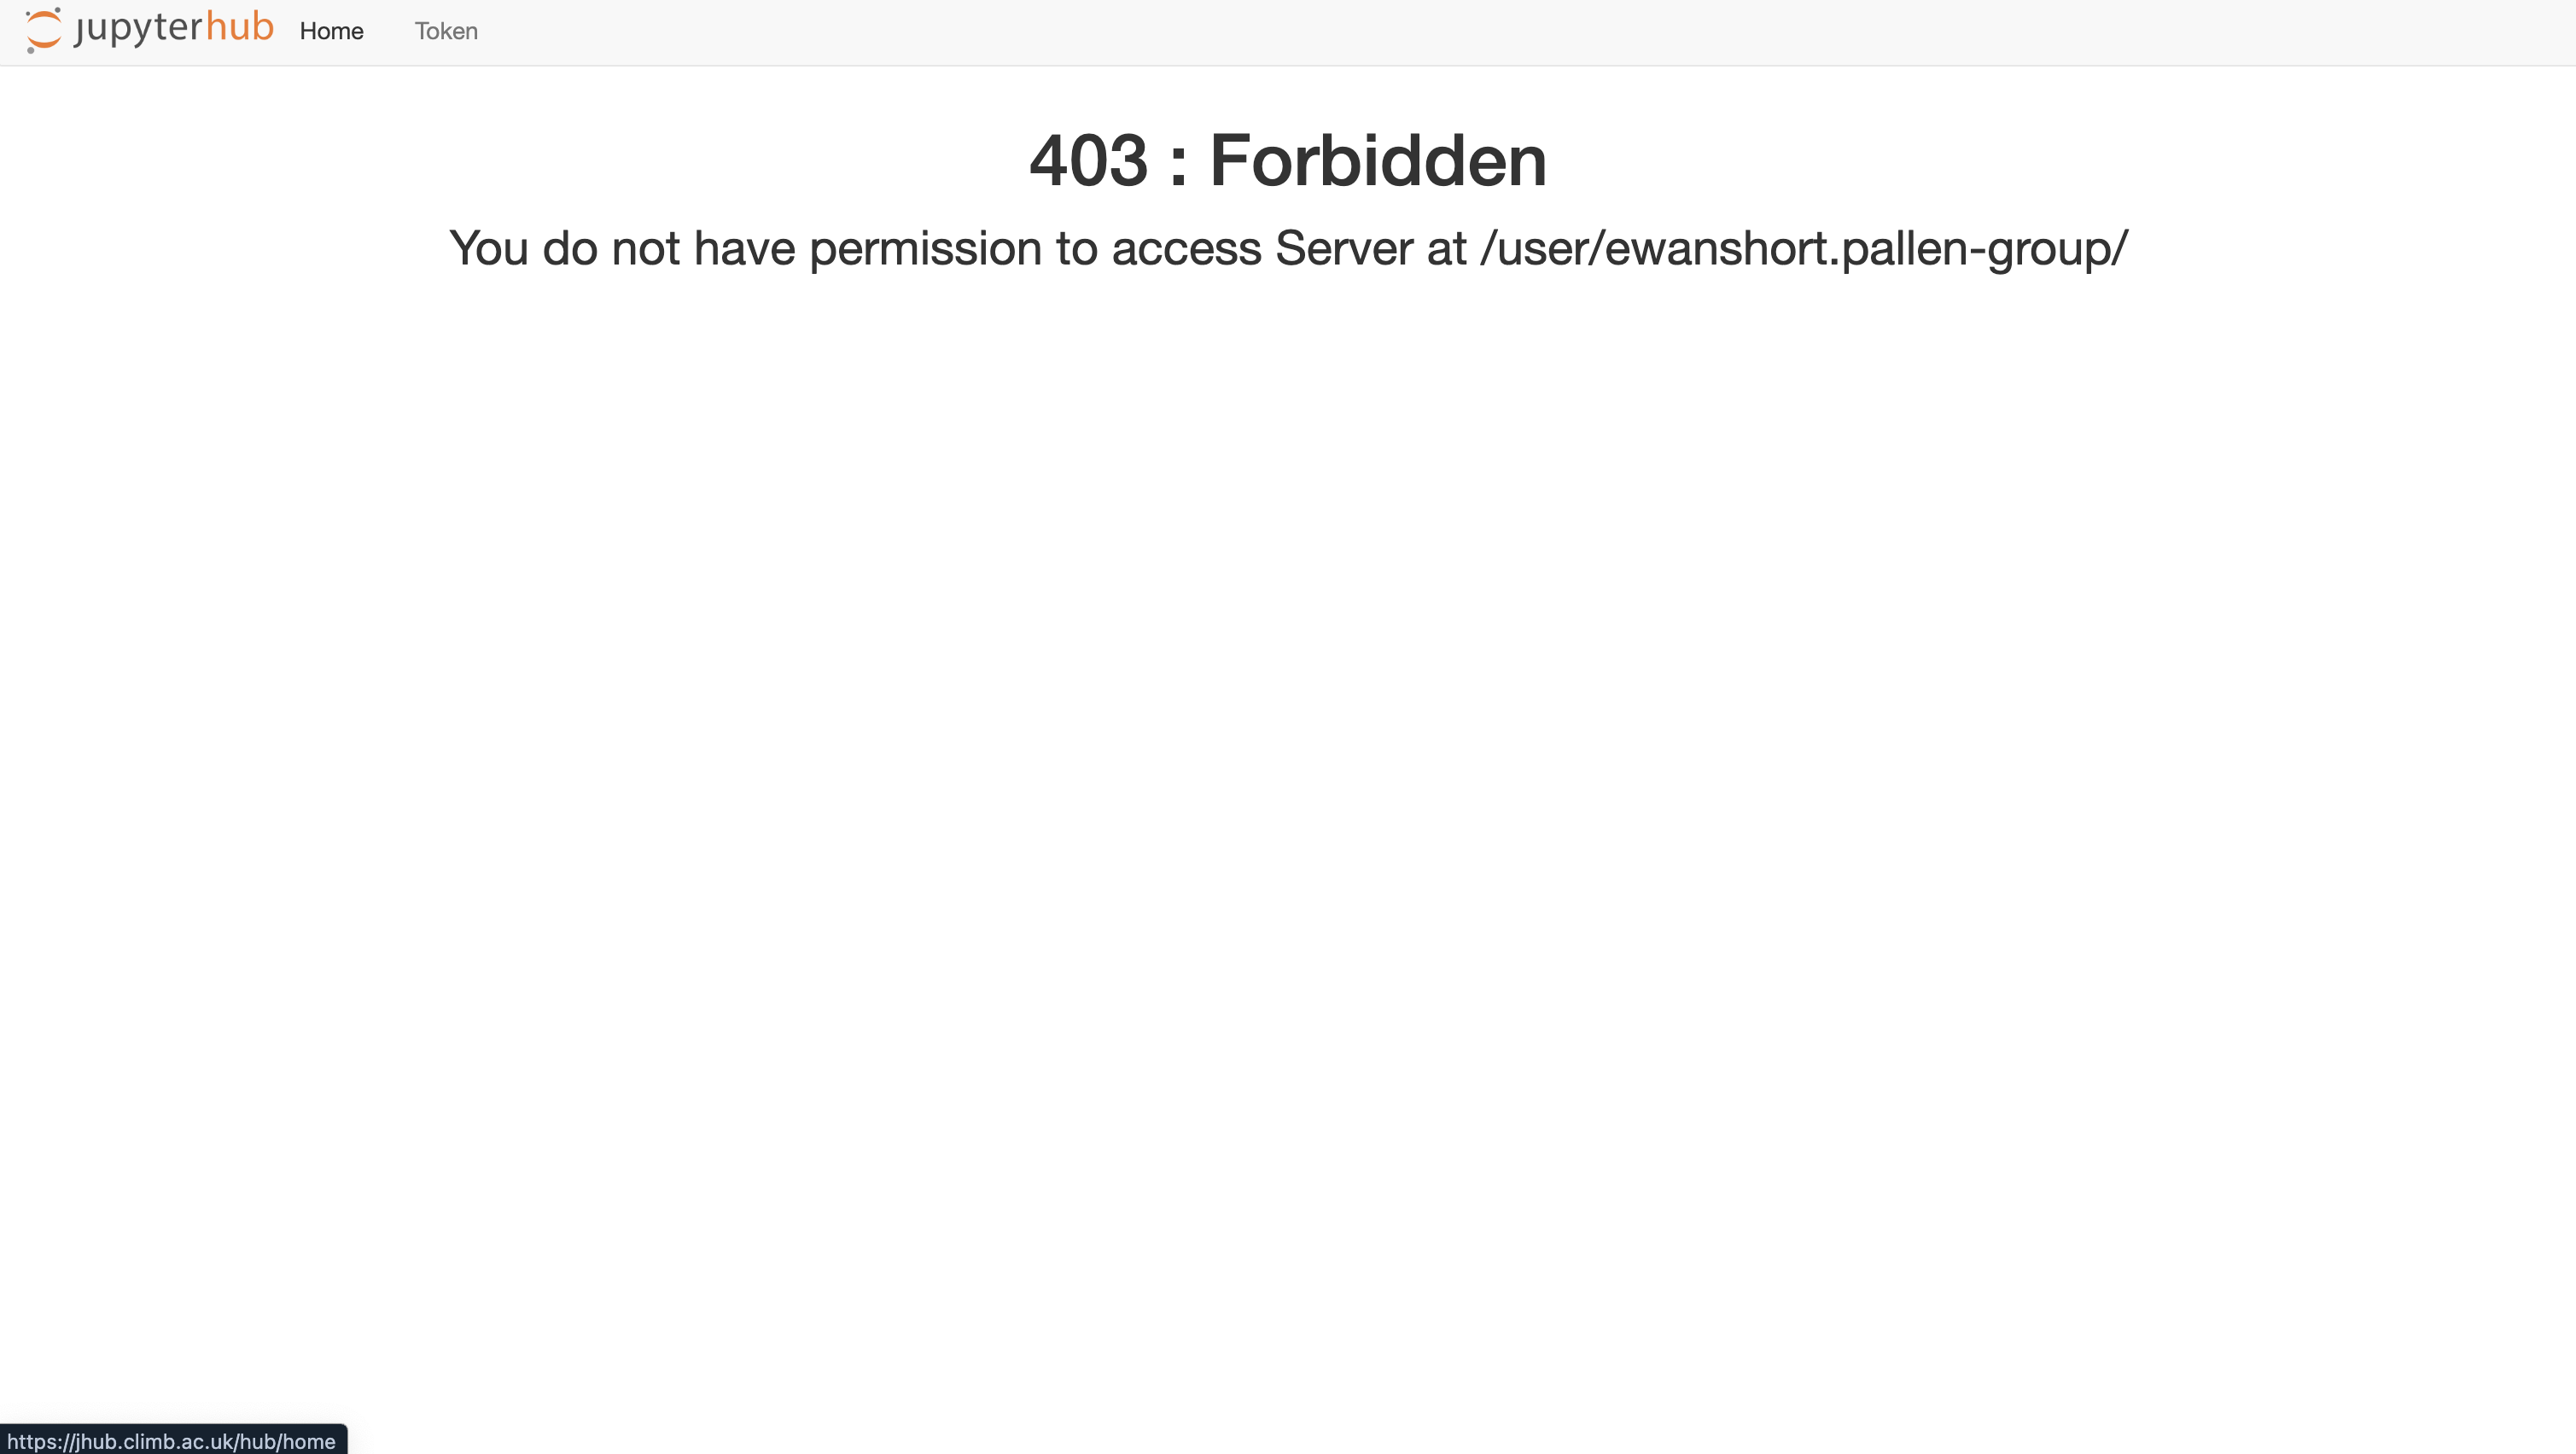 jupyterhub Home Token
403 : Forbidden
You do not have permission to access Server at /user/ewanshort.pallen-group/
https://jhub.climb.ac.uk/hub/home